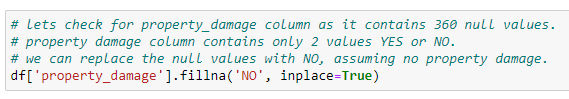 # lets check for property_damage column as it contains 360 null values.
# property damage column contains only 2 values YES or NO.
# we can replace the null values with NO, assuming no property damage.
df['property_damage'].fillna('NO', inplace=True)